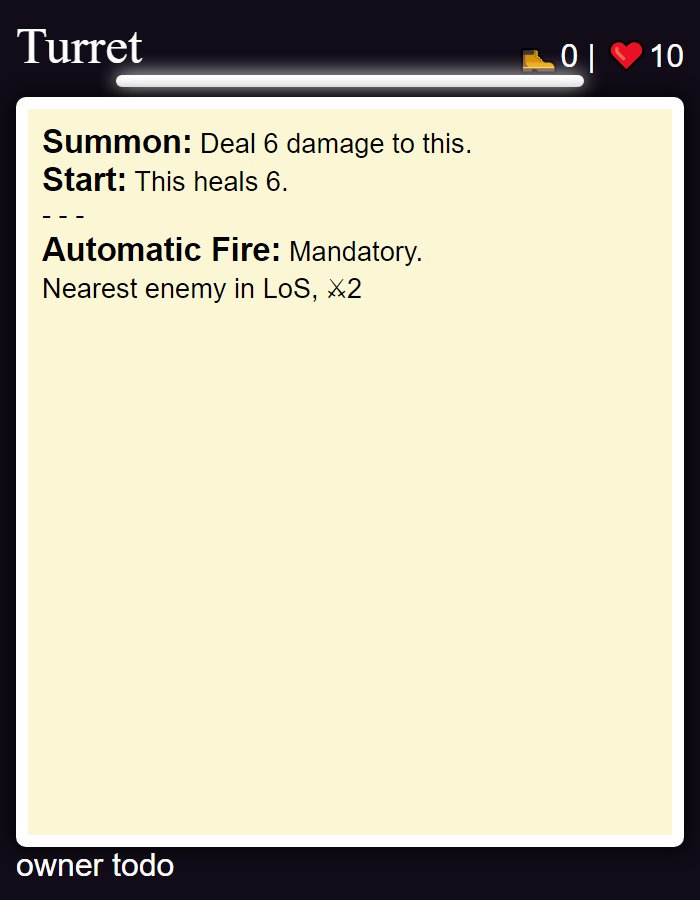 Turret
🥾0 | ❤️10
Summon: Deal 6 damage to this.
Start: This heals 6.
- - -
Automatic Fire: Mandatory.
Nearest enemy in LoS, ⚔2
owner todo